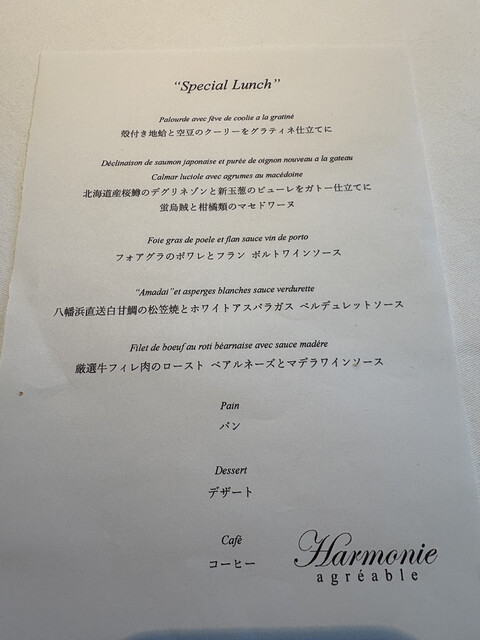 “Special Lunch”
Palourde avec fève de coolie a la gratiné
殻付き地蛤と空豆のクーリーをグラティネ仕立てに
Déclinaison de saumon japonaise et purée de oignon nouveau a la gateau
Calmar luciole avec agrumes au macédoine
北海道産桜鱒のデグリネゾンと新玉葱のピューレをガトー仕立てに
蛍烏賊と柑橘類のマセドワーヌ
Foie gras de poele et flan sauce vin de porto
フォアグラのポワレとフラン ポルトワインソース
“Amadai”et asperges blanches sauce verdurette
八幡浜直送白甘鯛の松笠焼とホワイトアスパラガス ベルデュレットソース
Filet de boeuf au roti béarnaise avec sauce madère
厳選牛フィレ肉のロースト ベアルネーズとマデラワインソース
Pain
パン
Dessert
デザート
Café
コーヒー
Harmonie
agréable